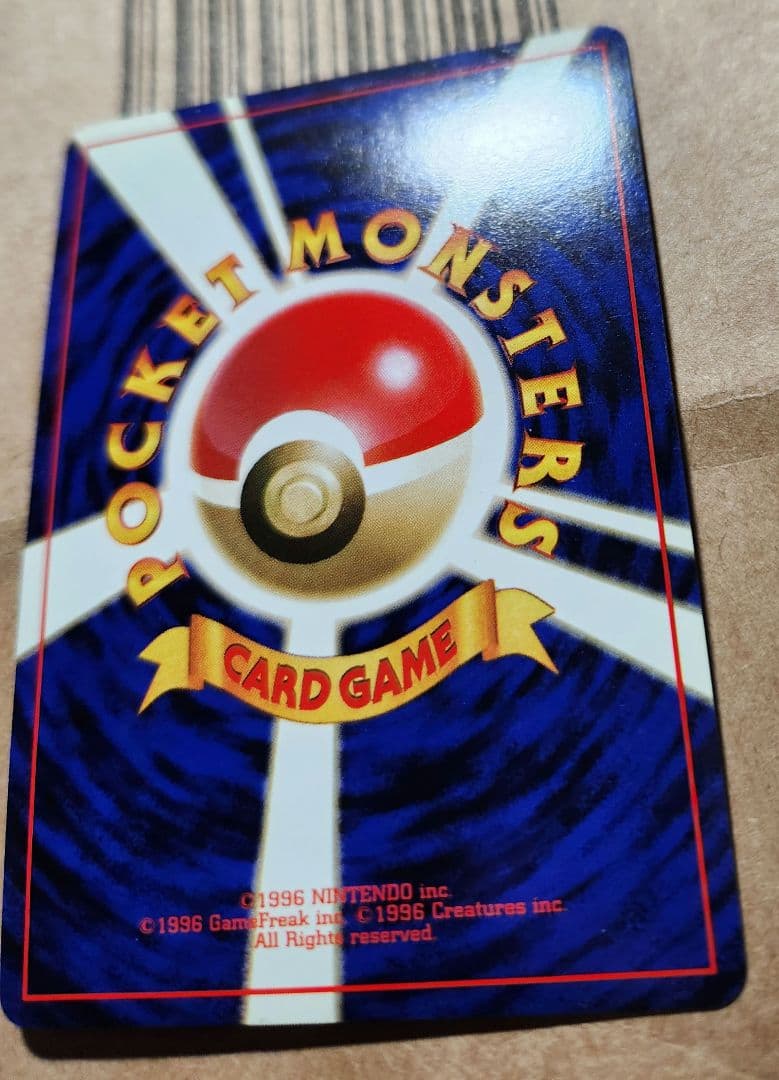 POCKET MONSTERS
CARD GAME
©1996 NINTENDO inc.
©1996 GameFreak inc. ©1996 Creatures inc.
All Rights reserved.